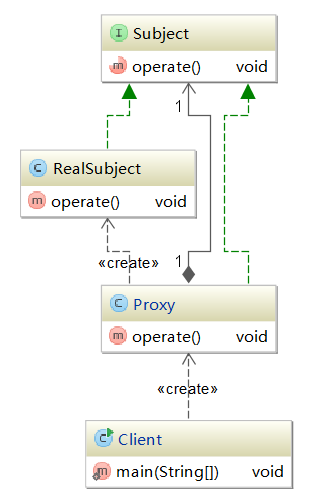 I Subject
m operate() void
1
C RealSubject
m operate() void
«create»
1
C Proxy
m operate() void
«create»
C Client
m main(String[]) void